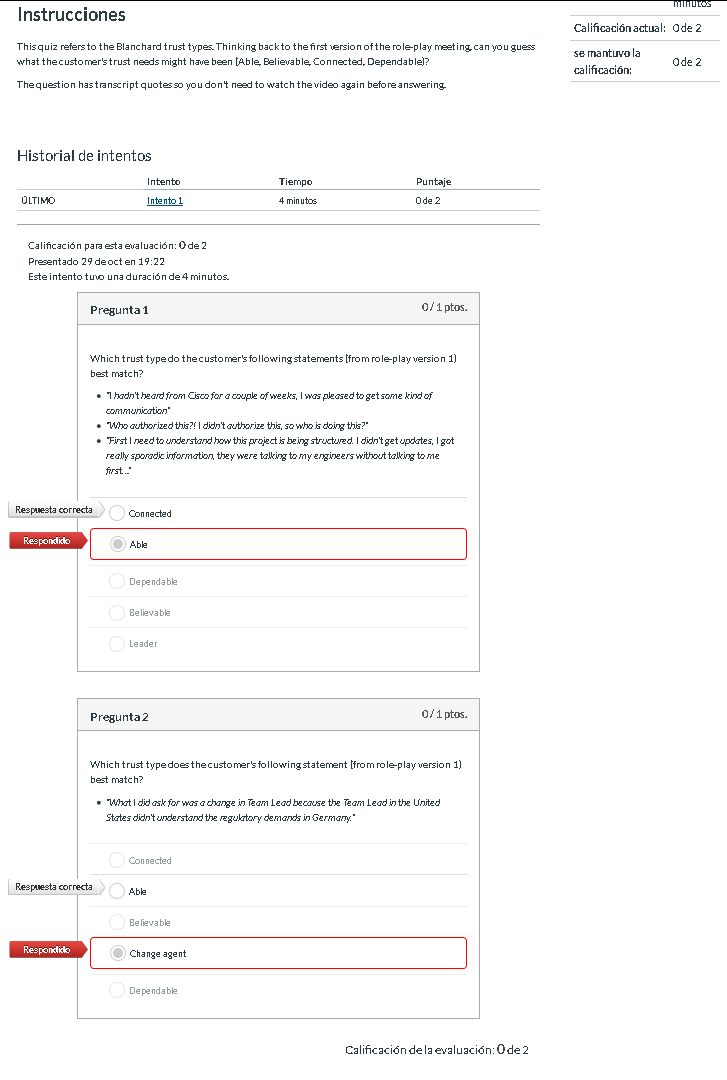 minutos
Instrucciones
Calificación actual: 0 de 2
This quiz refers to the Blanchard trust types. Thinking back to the first version of the role-play meeting, can you guess
what the customer's trust needs might have been (Able, Believable, Connected, Dependable)?
se mantuvo la
calificación: 0 de 2
The question has transcript quotes so you don't need to watch the video again before answering.
Historial de intentos
Intento Tiempo Puntaje
ÚLTIMO Intento 1 4 minutos 0 de 2
Calificación para esta evaluación: 0 de 2
Presentado 29 de oct en 19:22
Este intento tuvo una duración de 4 minutos.
Pregunta 1 0 / 1 ptos.
Which trust type do the customer's following statements (from role-play version 1)
best match?
• "I hadn't heard from Cisco for a couple of weeks, I was pleased to get some kind of
communication"
• "Who authorized this?! I didn't authorize this, so who is doing this?"
• "First I need to understand how this project is being structured. I didn't get updates, I got
really sporadic information, they were talking to my engineers without talking to me
first..."
Respuesta correcta Connected
Respondido Able
Dependable
Believable
Leader
Pregunta 2 0 / 1 ptos.
Which trust type does the customer's following statement (from role-play version 1)
best match?
• "What I did ask for was a change in Team Lead because the Team Lead in the United
States didn't understand the regulatory demands in Germany."
Connected
Respuesta correcta Able
Believable
Respondido Change agent
Dependable
Calificación de la evaluación: 0 de 2